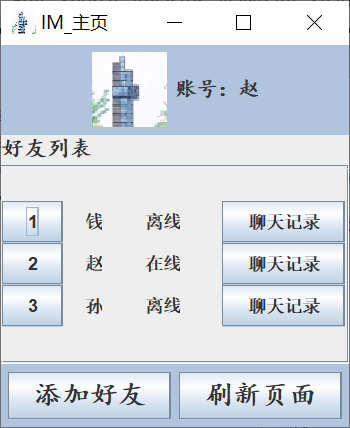 IM_主页
账号：赵
好友列表
1 钱 离线 聊天记录
2 赵 在线 聊天记录
3 孙 离线 聊天记录
添加好友 刷新页面